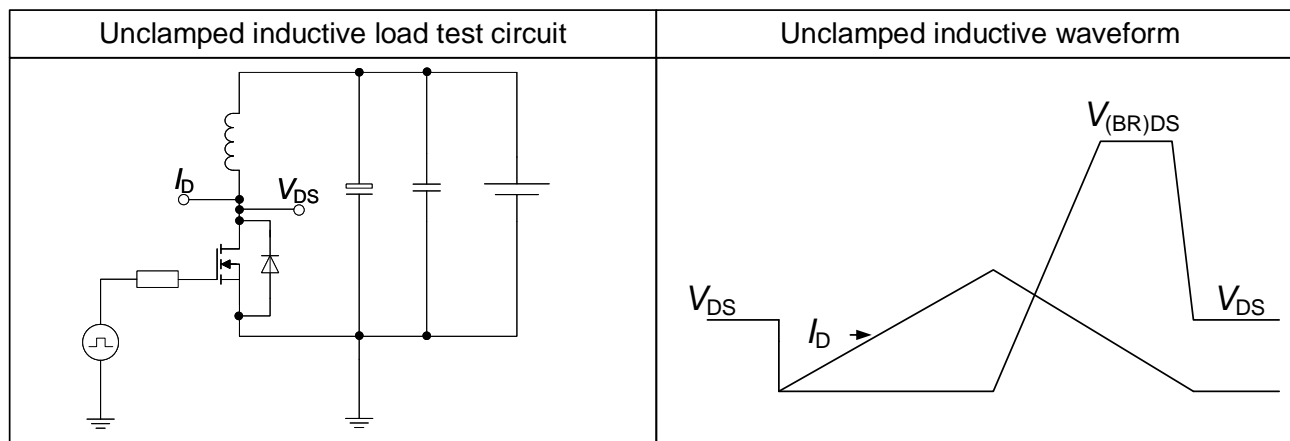 Unclamped inductive load test circuit
Unclamped inductive waveform
V(BR)DS
ID
VDS
VDS
ID
VDS